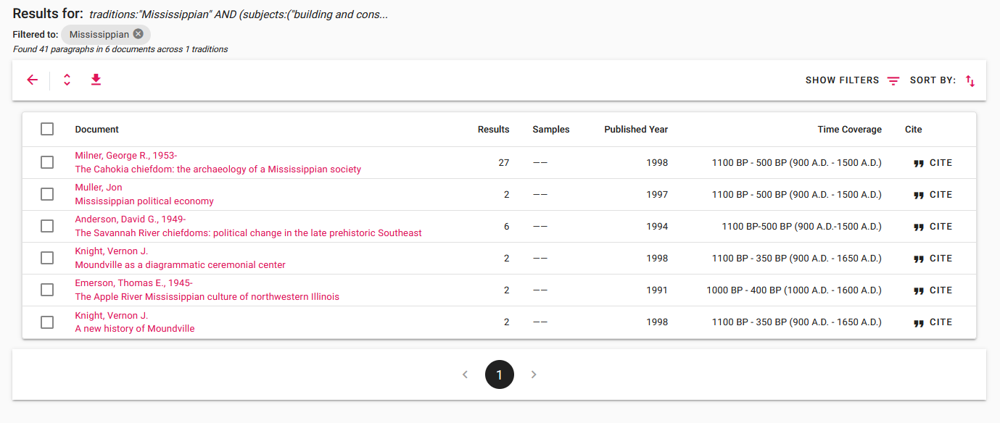 Results for: traditions:"Mississippian" AND (subjects:("building and cons...
Filtered to: Mississippian
Found 41 paragraphs in 6 documents across 1 traditions
SHOW FILTERS SORT BY:
Document Results Samples Published Year Time Coverage Cite
Milner, George R., 1953-
The Cahokia chiefdom: the archaeology of a Mississippian society 27 —— 1998 1100 BP - 500 BP (900 A.D. - 1500 A.D.) CITE
Muller, Jon
Mississippian political economy 2 —— 1997 1100 BP - 500 BP (900 A.D. - 1500 A.D.) CITE
Anderson, David G., 1949-
The Savannah River chiefdoms: political change in the late prehistoric Southeast 6 —— 1994 1100 BP-500 BP (900 A.D.-1500 A.D.) CITE
Knight, Vernon J.
Moundville as a diagrammatic ceremonial center 2 —— 1998 1100 BP - 350 BP (900 A.D. - 1650 A.D.) CITE
Emerson, Thomas E., 1945-
The Apple River Mississippian culture of northwestern Illinois 2 —— 1991 1000 BP - 400 BP (1000 A.D. - 1600 A.D.) CITE
Knight, Vernon J.
A new history of Moundville 2 —— 1998 1100 BP - 350 BP (900 A.D. - 1650 A.D.) CITE
1